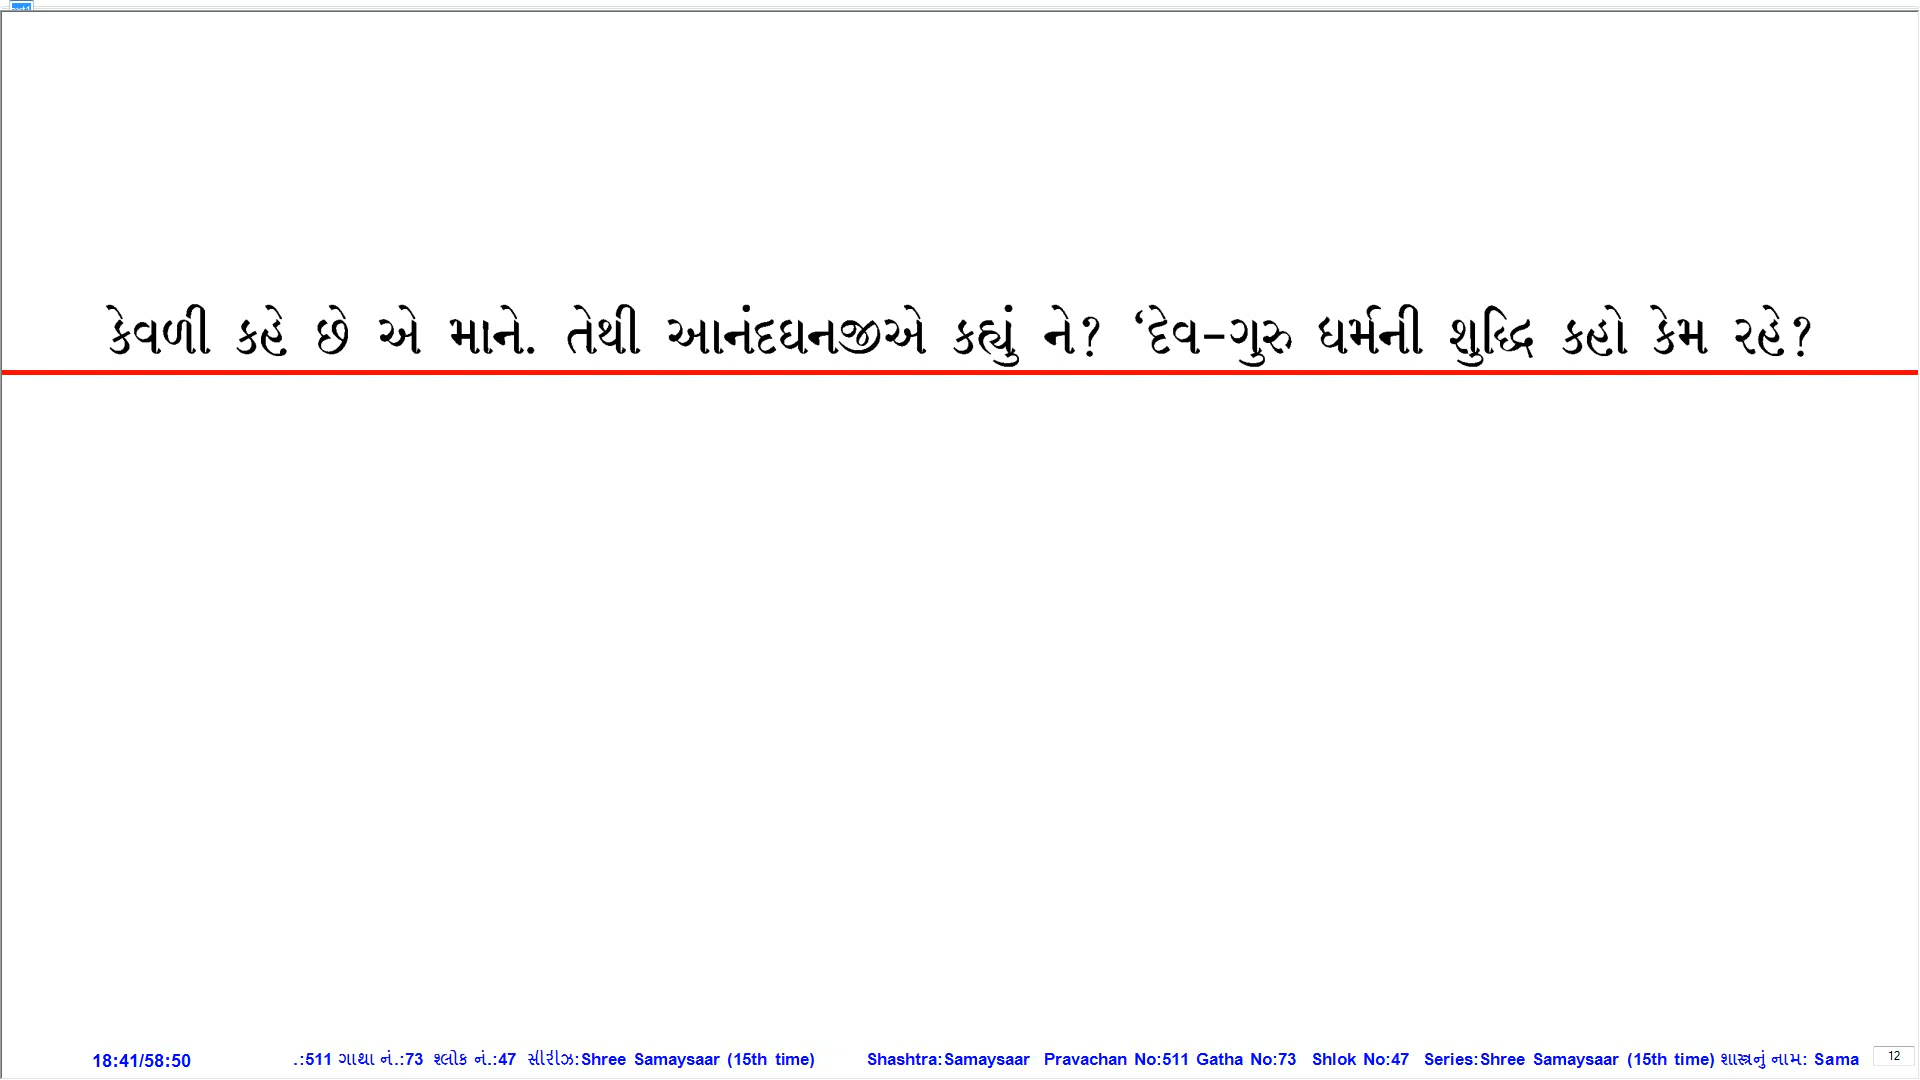 કેવળી કહે છે એ માને. તેથી આનંદઘનજીએ કહ્યું ને? ‘દેવ-ગુરુ ધર્મની શુદ્ધિ કહો કેમ રહે?
18:41/58:50 .:511 ગાથા નં.:73 શ્લોક નં.:47 સીરીઝ:Shree Samaysaar (15th time) Shashtra:Samaysaar Pravachan No:511 Gatha No:73 Shlok No:47 Series:Shree Samaysaar (15th time) શાસ્ત્રનું નામ: Sama 12